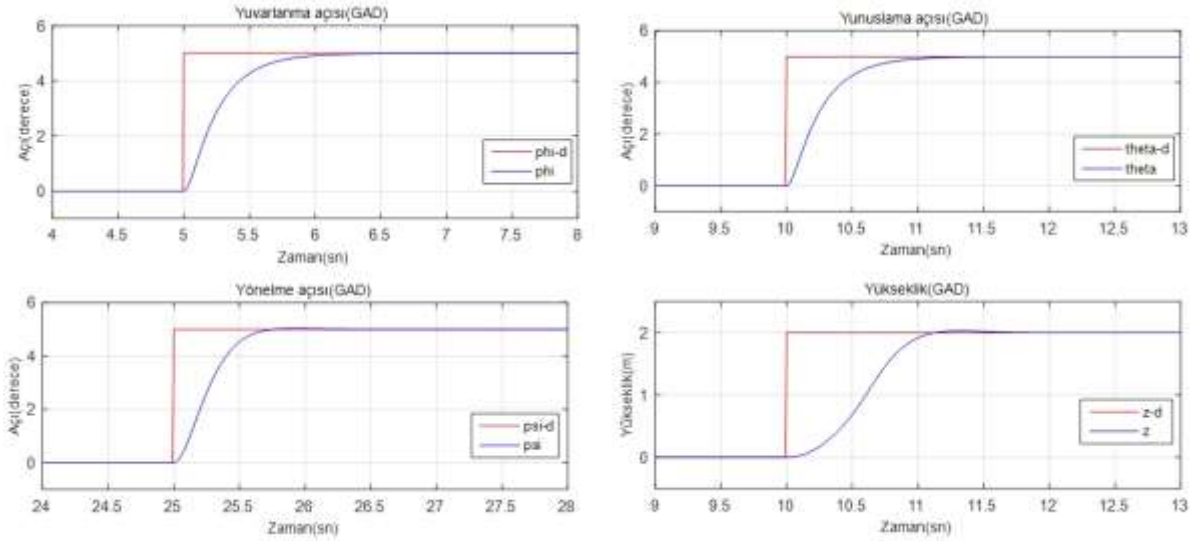 Yuvarlanma açısı(GAD)
6
4
2
0
Açı(derece)
phi-d
phi
4 4.5 5 5.5 6 6.5 7 7.5 8
Zaman(sn)
Yunuslama açısı(GAD)
6
4
2
0
Açı(derece)
theta-d
theta
9 9.5 10 10.5 11 11.5 12 12.5 13
Zaman(sn)
Yönelme açısı(GAD)
6
4
2
0
Açı(derece)
psi-d
psi
24 24.5 25 25.5 26 26.5 27 27.5 28
Zaman(sn)
Yükseklik(GAD)
2
1
0
Yükseklik(m)
z-d
z
9 9.5 10 10.5 11 11.5 12 12.5 13
Zaman(sn)